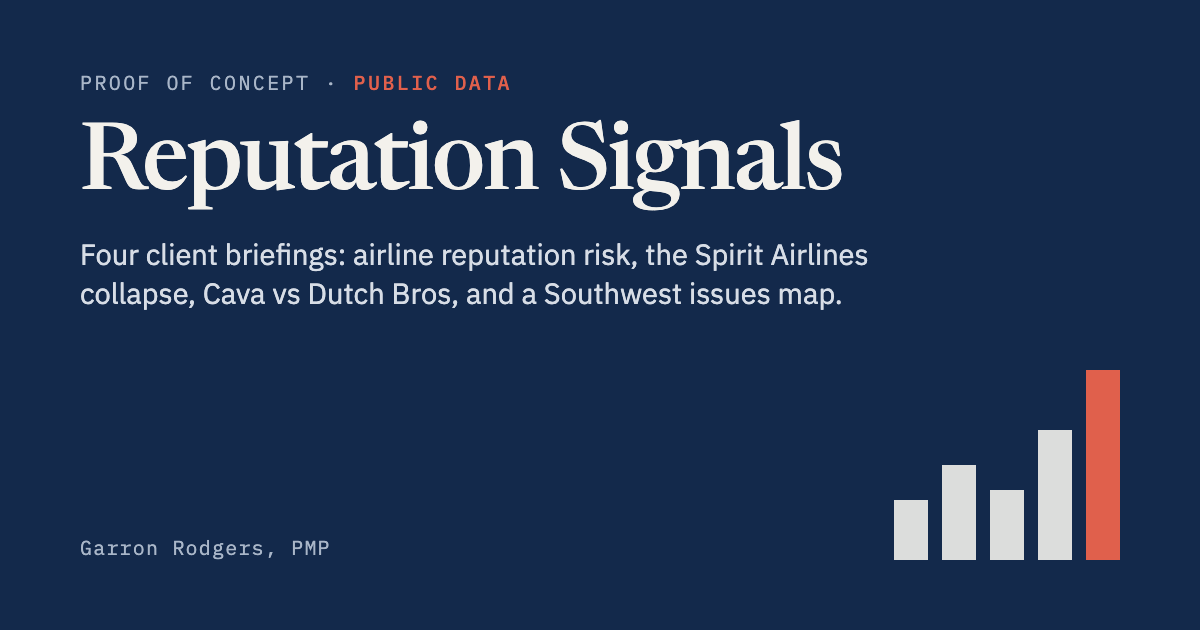 PROOF OF CONCEPT · PUBLIC DATA
Reputation Signals
Four client briefings: airline reputation risk, the Spirit Airlines
collapse, Cava vs Dutch Bros, and a Southwest issues map.
Garron Rodgers, PMP